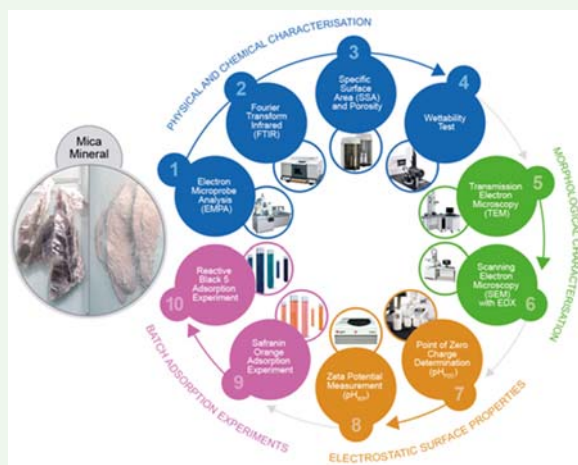 PHYSICAL AND CHEMICAL CHARACTERISATION
Mica
Mineral
1
Electron
Microprobe
Analysis
(EMPA)
2
Fourier
Transform
Infrared
(FTIR)
3
Specific
Surface
Area (SSA)
and Porosity
4
Wettability
Test
MORPHOLOGICAL CHARACTERISATION
5
Transmission
Electron
Microscopy
(TEM)
6
Scanning
Electron
Microscopy
(SEM)
with EDX
ELECTROSTATIC SURFACE PROPERTIES
7
Point of Zero
Charge
Determination
8
Zeta Potential
Measurement
BATCH ADSORPTION EXPERIMENTS
9
Safranin
Orange
Adsorption
Experiment
10
Reactive
Black 5
Adsorption
Experiment